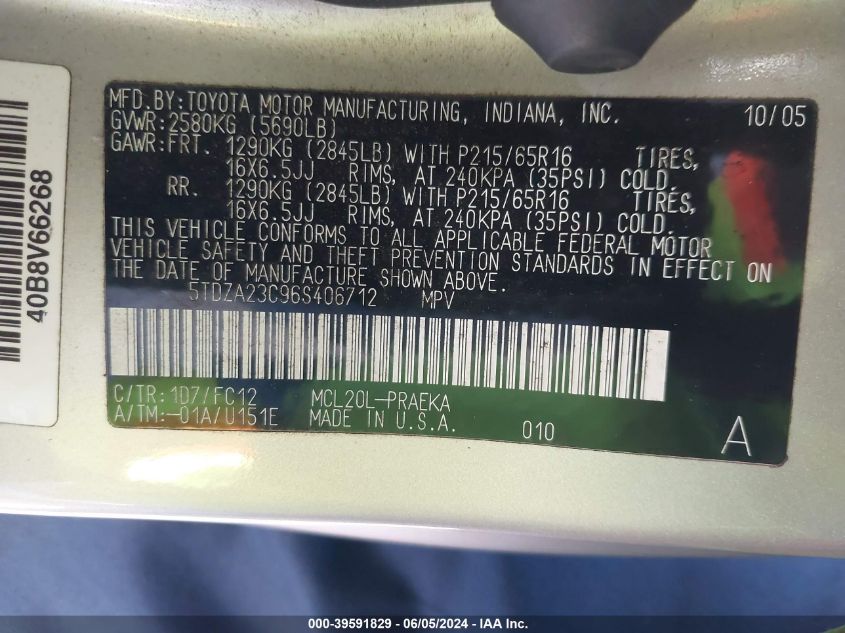 MFD.BY:TOYOTA MOTOR MANUFACTURING, INDIANA, INC. 10/05
GVWR:2580KG (5690LB)
GAWR:FRT. 1290KG (2845LB) WITH P215/65R16 TIRES,
16X6.5JJ RIMS, AT 240KPA (35PSI) COLD.
RR. 1290KG (2845LB) WITH P215/65R16 TIRES,
16X6.5JJ RIMS, AT 240KPA (35PSI) COLD.
THIS VEHICLE CONFORMS TO ALL APPLICABLE FEDERAL MOTOR
VEHICLE SAFETY AND THEFT PREVENTION STANDARDS IN EFFECT ON
THE DATE OF MANUFACTURE SHOWN ABOVE.
5TDZA23C96S406712 MPV
C/TR:1D7/FC12 MCL20L-PRAEKA
A/TM:-01A/U151E MADE IN U.S.A. 010 A
40B8V66268
000-39591829 - 06/05/2024 - IAA Inc.